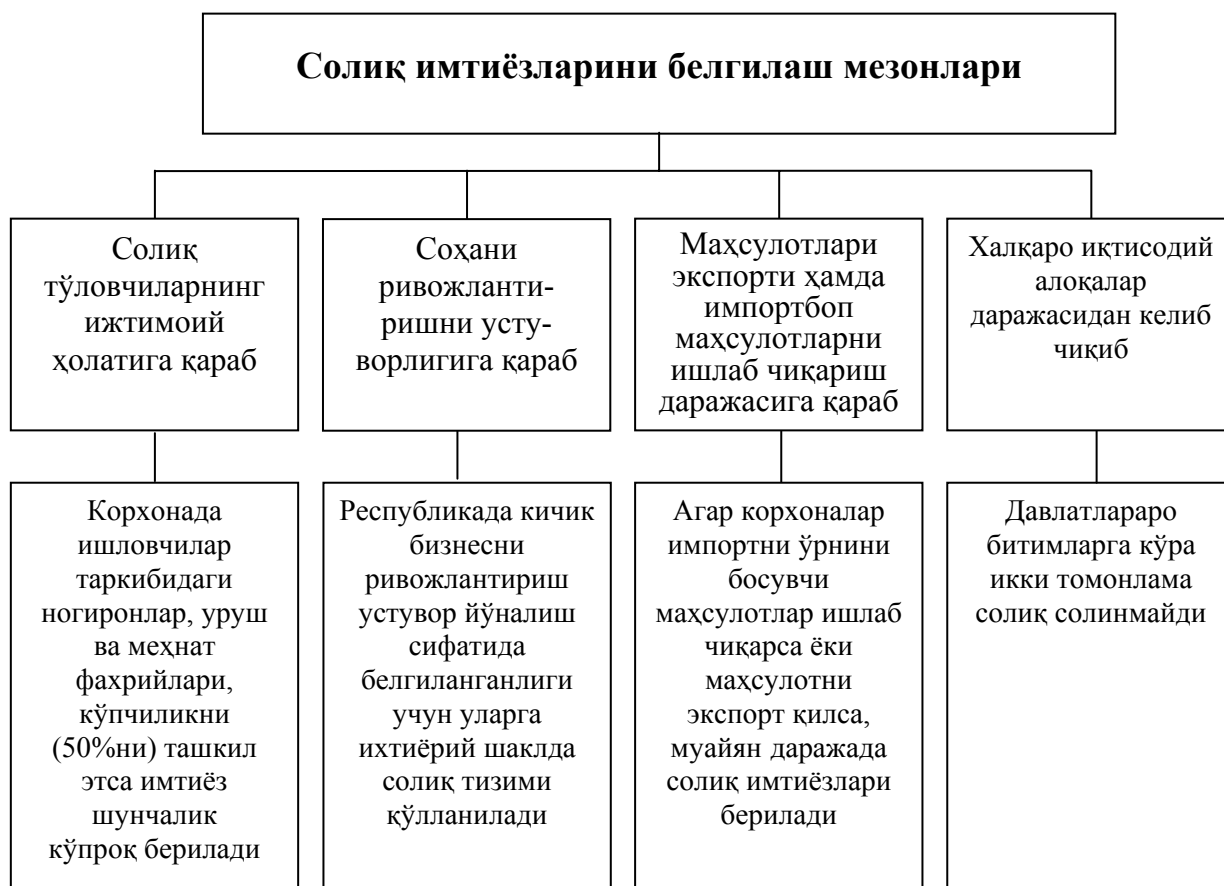 Солиқ имтиёзларини белгилаш мезонлари
Солиқ
тўловчиларнинг
ижтимоий
ҳолатига қараб
Соҳани
ривожланти-
ришни усту-
ворлигига қараб
Маҳсулотлари
экспорти ҳамда
импортбоп
маҳсулотларни
ишлаб чиқариш
даражасига қараб
Халқаро иқтисодий
алоқалар
даражасидан келиб
чиқиб
Корхонада
ишловчилар
таркибидаги
ногиронлар, уруш
ва меҳнат
фахрийлари,
кўпчиликни
(50%ни) ташкил
этса имтиёз
шунчалик
кўпроқ берилади
Республикада кичик
бизнесни
ривожлантириш
устувор йўналиш
сифатида
белгиланганлиги
учун уларга
ихтиёрий шаклда
солиқ тизими
қўлланилади
Агар корхоналар
импортни ўрнини
босувчи
маҳсулотлар ишлаб
чиқарса ёки
маҳсулотни
экспорт қилса,
муайян даражада
солиқ имтиёзлари
берилади
Давлатлараро
битимларга кўра
икки томонлама
солиқ солинмайди